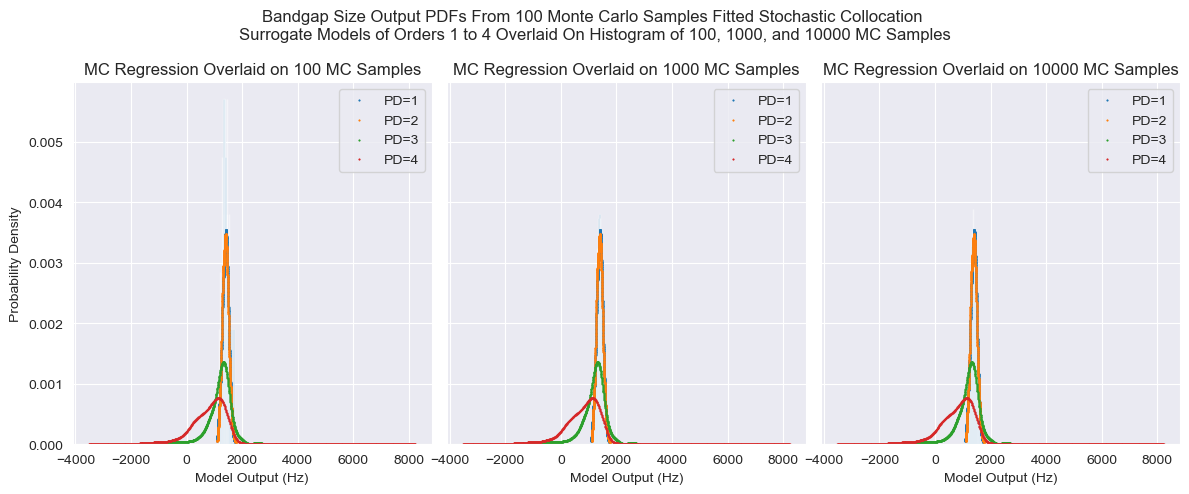 Bandgap Size Output PDFs From 100 Monte Carlo Samples Fitted Stochastic Collocation
Surrogate Models of Orders 1 to 4 Overlaid On Histogram of 100, 1000, and 10000 MC Samples
MC Regression Overlaid on 100 MC Samples
PD=1
PD=2
PD=3
PD=4
0.005
0.004
0.003
0.002
0.001
0.000
Probability Density
−4000 −2000 0 2000 4000 6000 8000
Model Output (Hz)
MC Regression Overlaid on 1000 MC Samples
PD=1
PD=2
PD=3
PD=4
−4000 −2000 0 2000 4000 6000 8000
Model Output (Hz)
MC Regression Overlaid on 10000 MC Samples
PD=1
PD=2
PD=3
PD=4
−4000 −2000 0 2000 4000 6000 8000
Model Output (Hz)